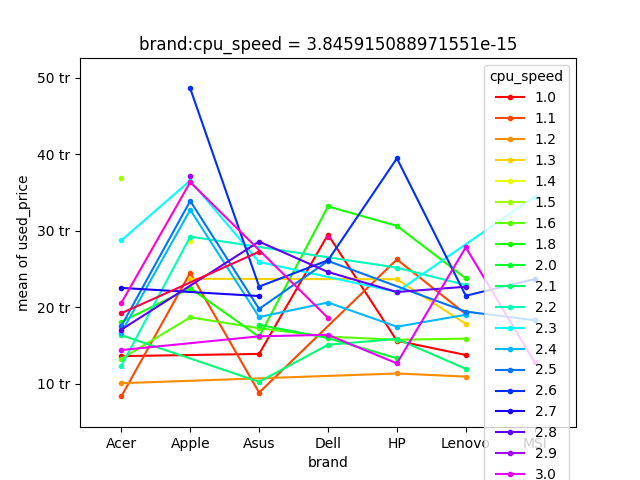 brand:cpu_speed = 3.845915088971551e-15
50 tr
40 tr
30 tr
20 tr
10 tr
mean of used_price
Acer
Apple
Asus
Dell
HP
Lenovo
MSI
brand
cpu_speed
1.0
1.1
1.2
1.3
1.4
1.5
1.6
1.8
2.0
2.1
2.2
2.3
2.4
2.5
2.6
2.7
2.8
2.9
3.0